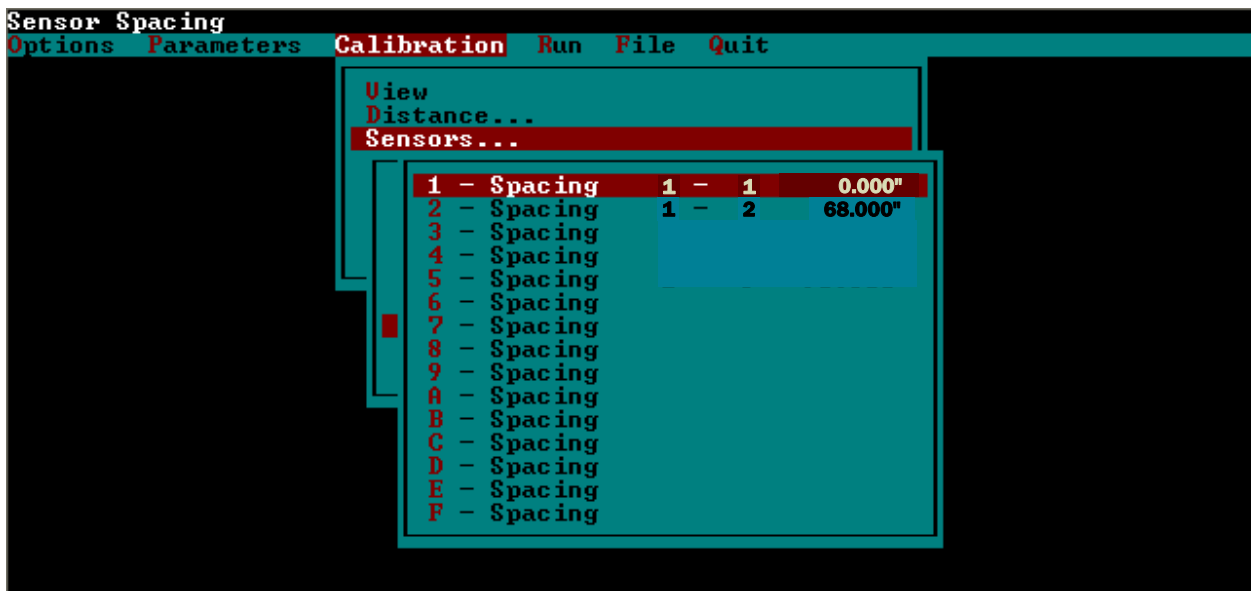 Sensor Spacing
Options Parameters Calibration Run File Quit
View
Distance...
Sensors...
1 - Spacing 1 - 1 0.000"
2 - Spacing 1 - 2 68.000"
3 - Spacing
4 - Spacing
5 - Spacing
6 - Spacing
7 - Spacing
8 - Spacing
9 - Spacing
A - Spacing
B - Spacing
C - Spacing
D - Spacing
E - Spacing
F - Spacing